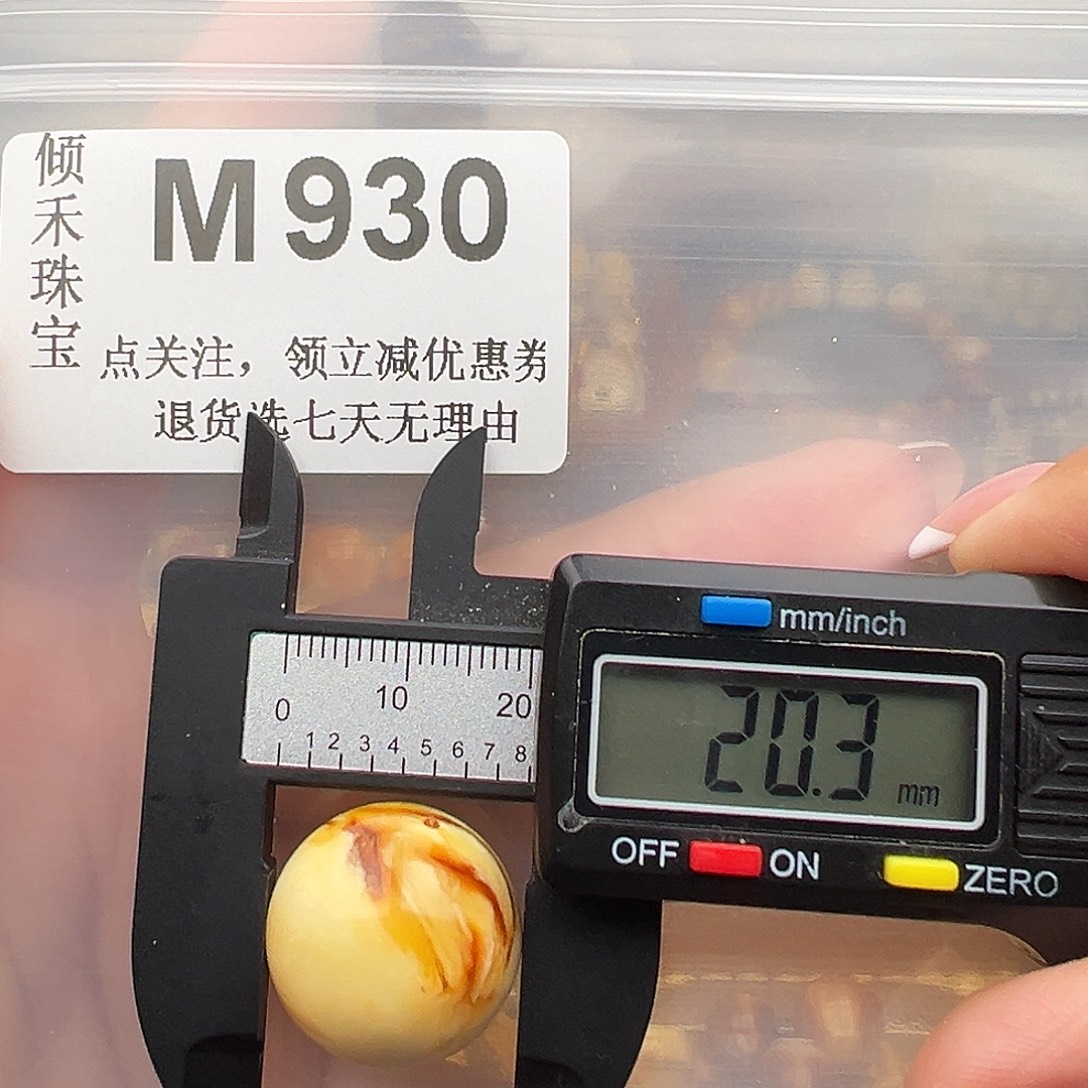 倾禾珠宝
M930
点关注，领立减优惠券
退货选七天无理由
mm/inch
0 10 20
1 2 3 4 5 6 7 8
20.3 mm
OFF ON ZERO